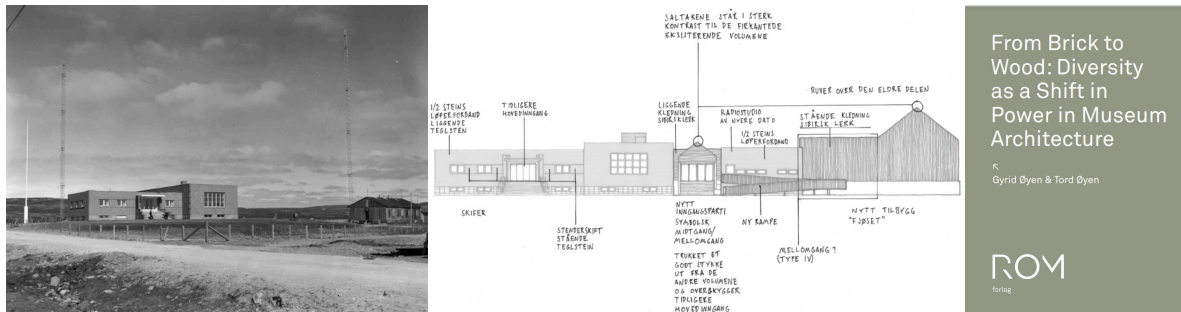 SALTAKENE STÅR I STERK
KONTRAST TIL DE FIRKANTEDE
EKSISTERENDE VOLUMENE
RUVER OVER DEN ELDRE DELEN
1/2 STEINS
LØPERFORBAND
LIGGENDE
TEGLSTEN
TIDLIGERE
HOVEDINNGANG
LIGGENDE
KLEDNING
SIBIRSK LERK
RADIOSTUDIO
AV NYERE DATO
1/2 STEINS
LØPERFORBAND
STÅENDE KLEDNING
SIBIRSK LERK
SKIFER
STENDERSKIFT
STÅENDE
TEGLSTEIN
NYTT
INNGANGSPARTI
SYMBOLSK
MIDTGANG/
MELLOMGANG
TRUKKET ET
GODT STYKKE
UT FRA DE
ANDRE VOLUMENE
OG OVERSKYGGER
TIDLIGERE
HOVEDINNGANG
NY RAMPE
MELLOMGANG?
(TYPE IV)
NYTT TILBYGG
"FJØSET"
From Brick to
Wood: Diversity
as a Shift in
Power in Museum
Architecture
Gyrid Øyen & Tord Øyen
ROM
forlag